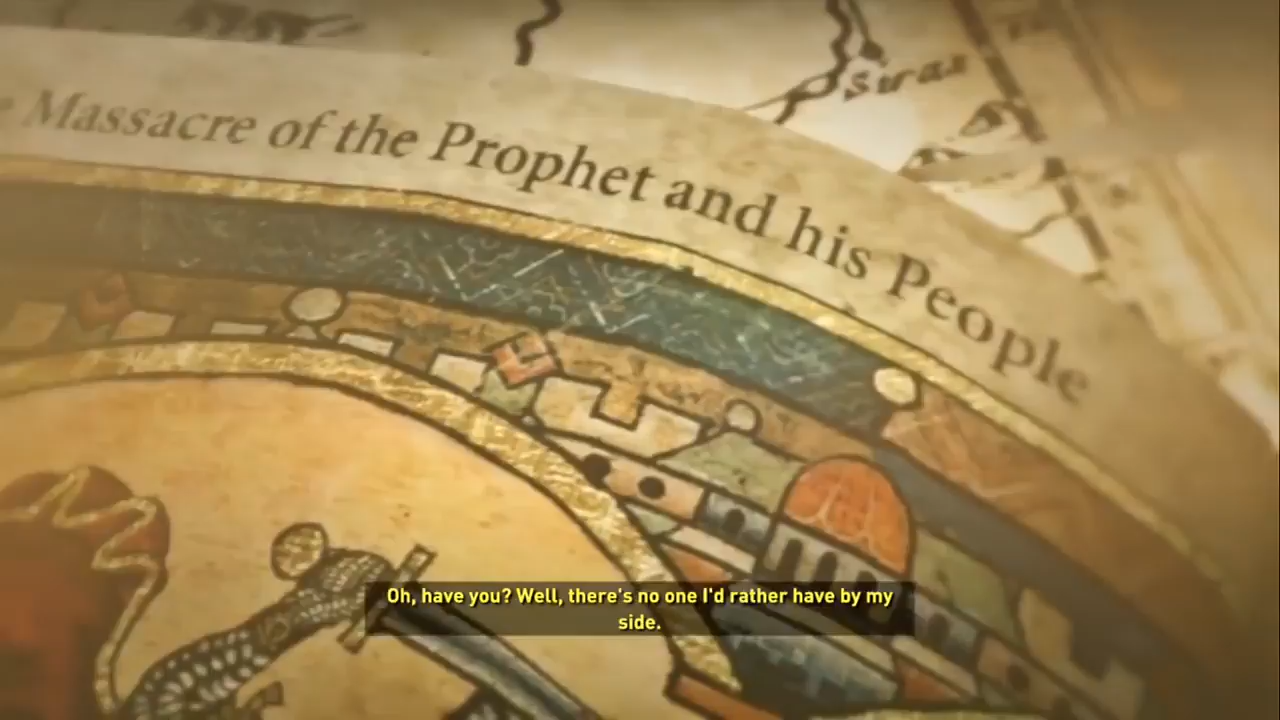 Massacre of the Prophet and his People
Siras
Oh, have you? Well, there's no one I'd rather have by my
side.